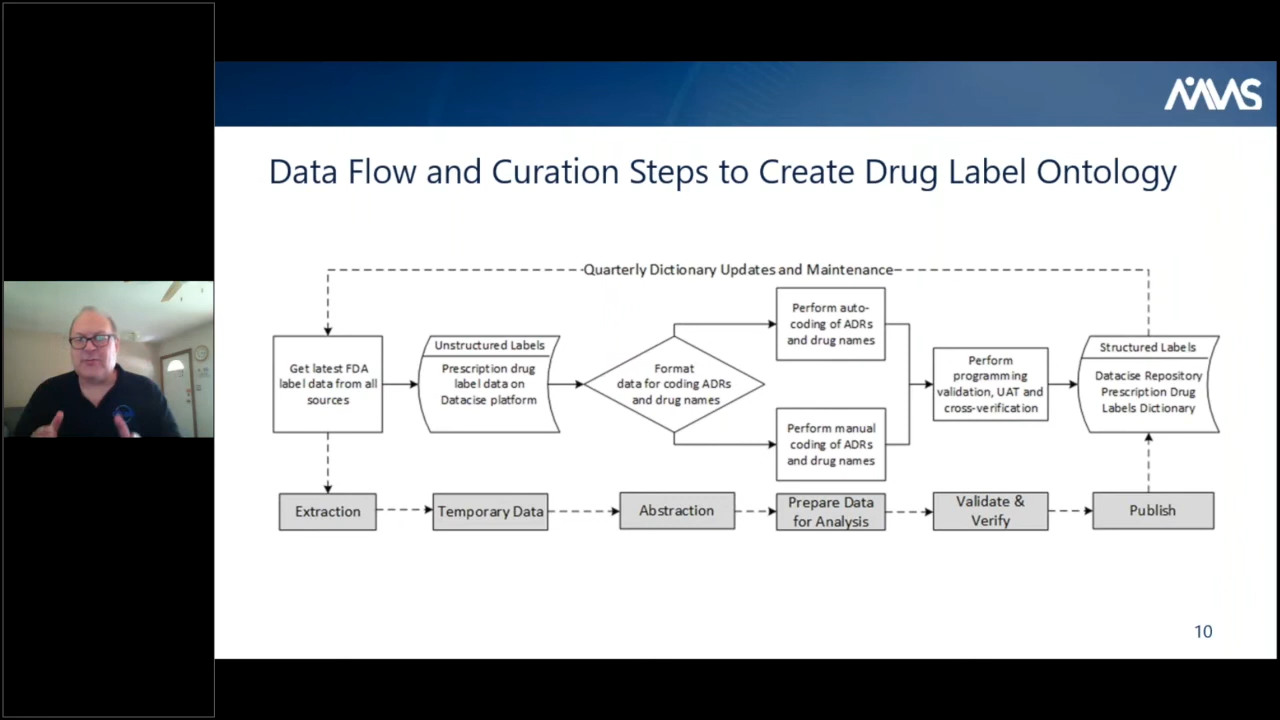 MMS
Data Flow and Curation Steps to Create Drug Label Ontology
Quarterly Dictionary Updates and Maintenance
Get latest FDA
label data from all
sources
Unstructured Labels
Prescription drug
label data on
Datacise platform
Format
data for coding ADRs
and drug names
Perform auto-
coding of ADRs
and drug names
Perform manual
coding of ADRs
and drug names
Perform
programming
validation, UAT and
cross-verification
Structured Labels
Datacise Repository
Prescription Drug
Labels Dictionary
Extraction
Temporary Data
Abstraction
Prepare Data
for Analysis
Validate &
Verify
Publish
10